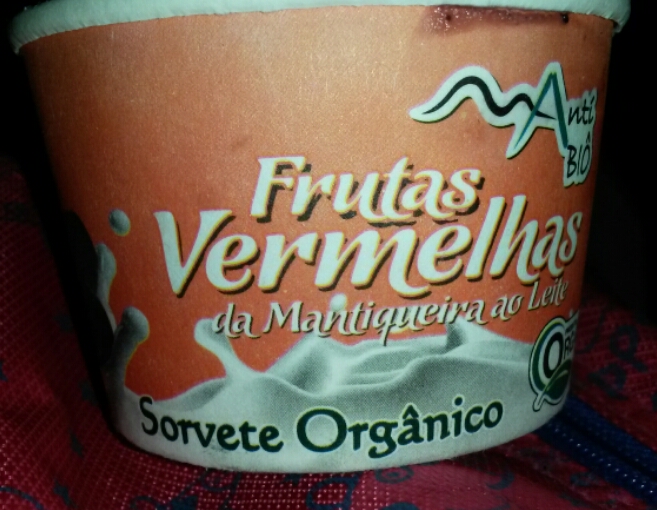 Anti
BIÔ
Frutas
Vermelhas
da Mantiqueira ao Leite
Sorvete Orgânico